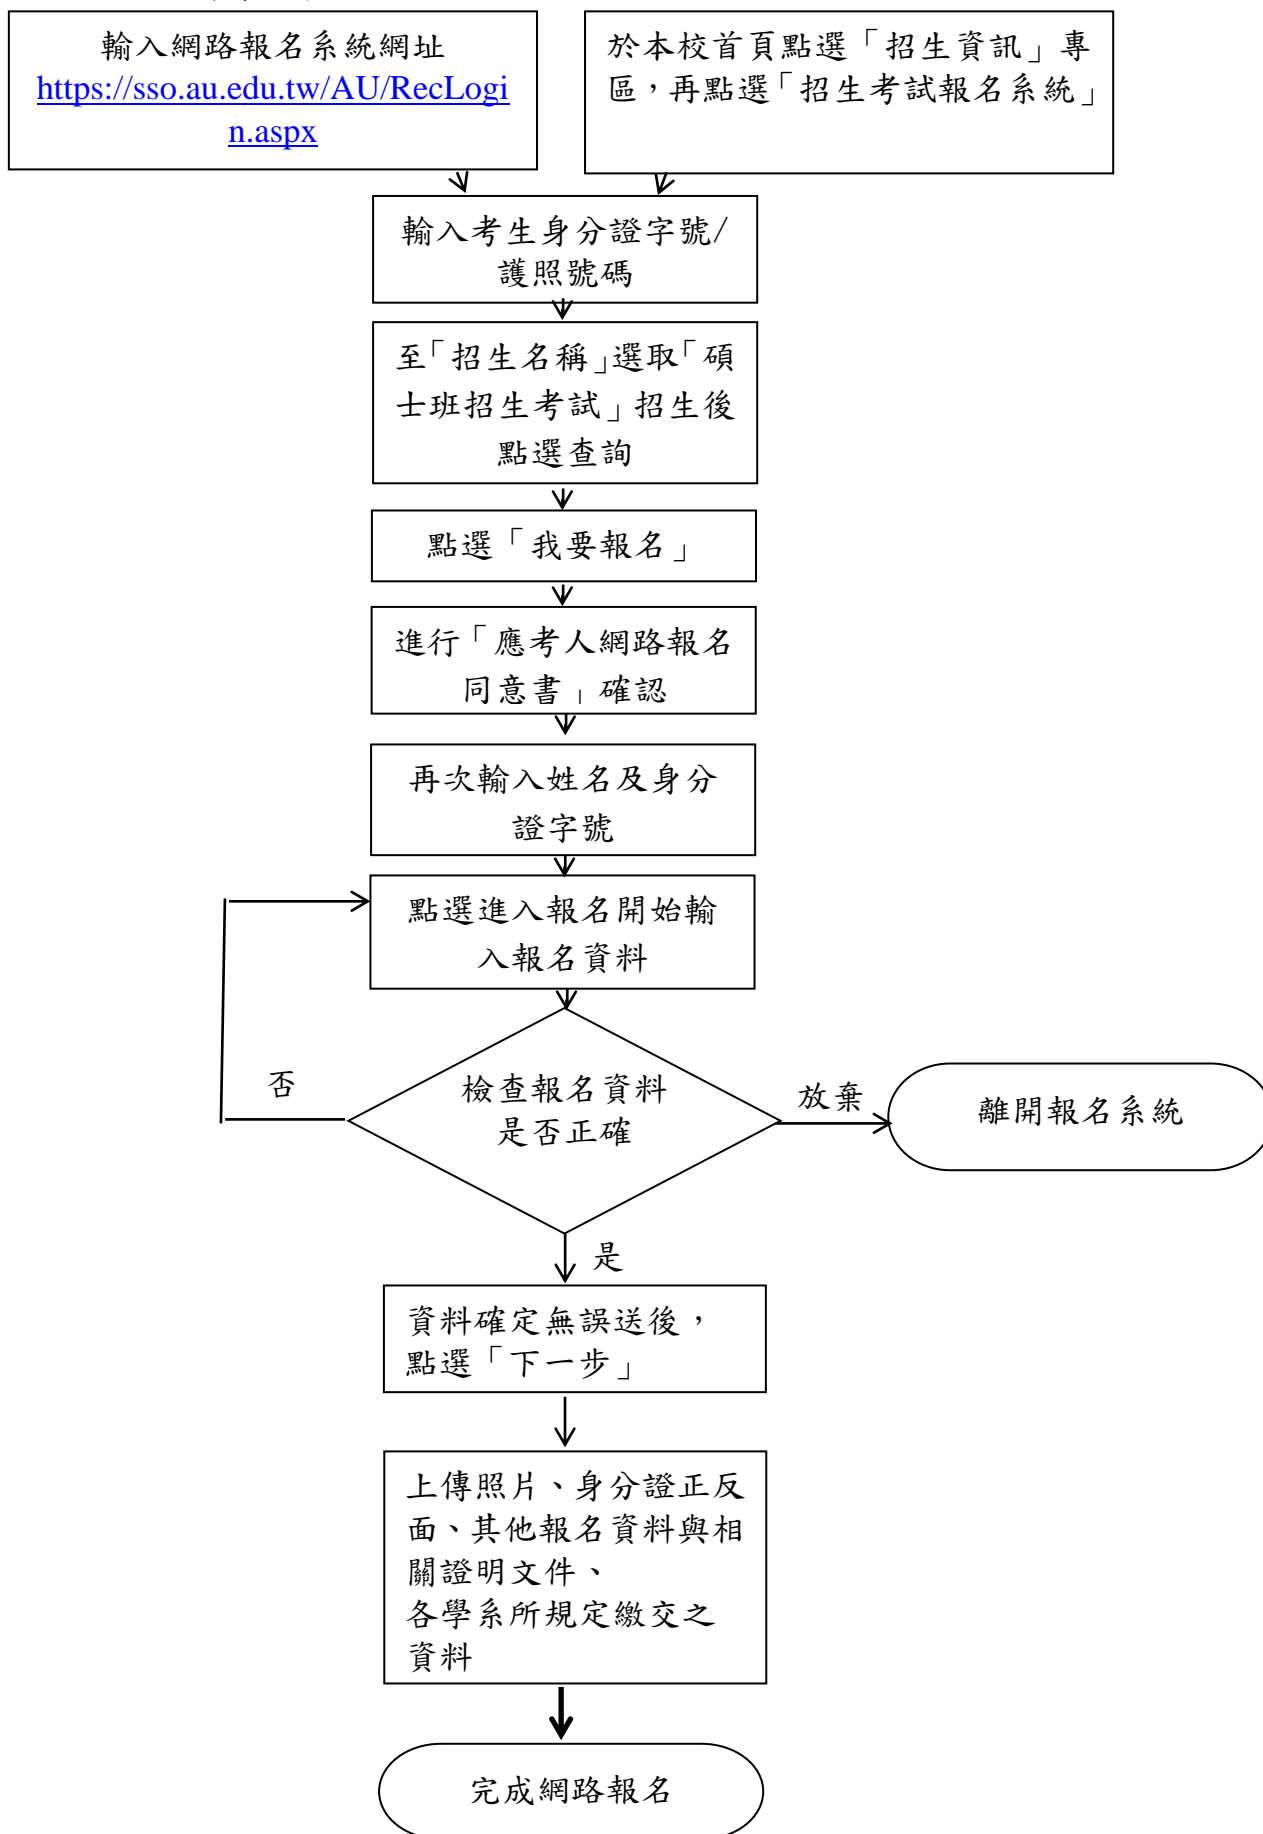 輸入網路報名系統網址
https://sso.au.edu.tw/AU/RecLogi
n.aspx
於本校首頁點選「招生資訊」專
區，再點選「招生考試報名系統」
輸入考生身分證字號/
護照號碼
至「招生名稱」選取「碩
士班招生考試」招生後
點選查詢
點選「我要報名」
進行「應考人網路報名
同意書」確認
再次輸入姓名及身分
證字號
點選進入報名開始輸
入報名資料
否
檢查報名資料
是否正確
放棄
離開報名系統
是
資料確定無誤送後，
點選「下一步」
上傳照片、身分證正反
面、其他報名資料與相
關證明文件、
各學系所規定繳交之
資料
完成網路報名